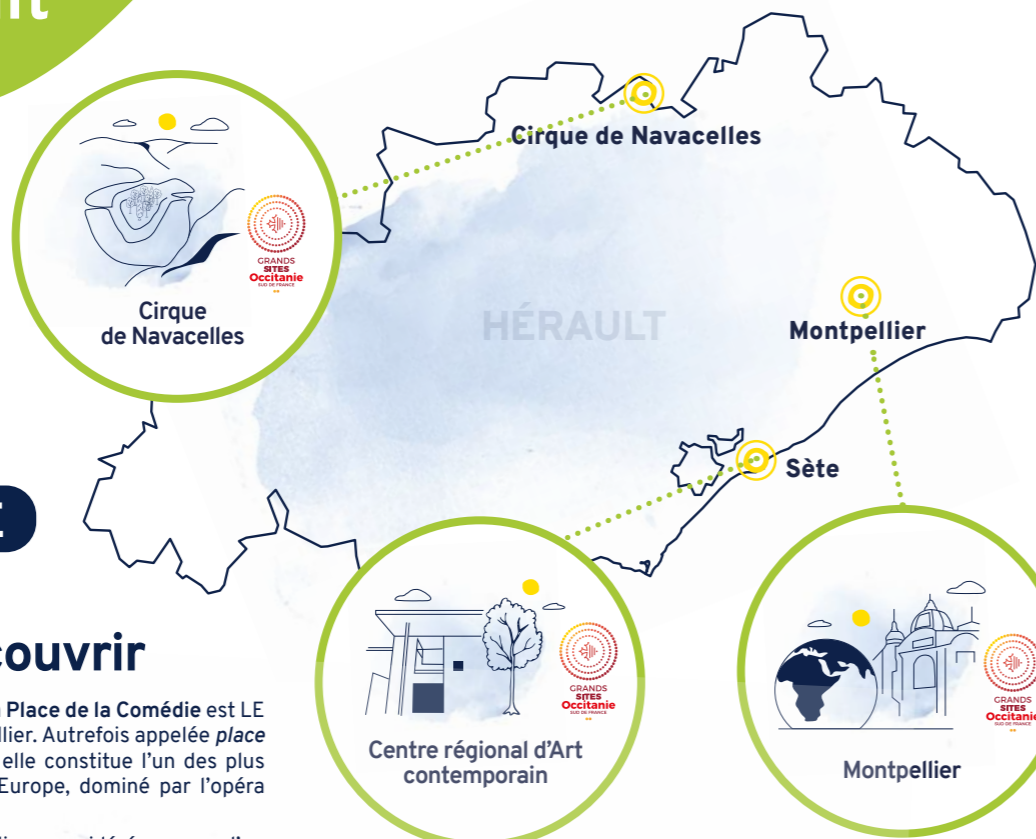 Cirque de Navacelles
GRANDS
SITES
Occitanie
SUD DE FRANCE
Cirque
de Navacelles
HÉRAULT
Montpellier
Sète
couvrir
Place de la Comédie est LE
llier. Autrefois appelée place
elle constitue l'un des plus
Europe, dominé par l'opéra
GRANDS
SITES
Occitanie
SUD DE FRANCE
Centre régional d'Art
contemporain
GRANDS
SITES
Occitanie
SUD DE FRANCE
Montpellier